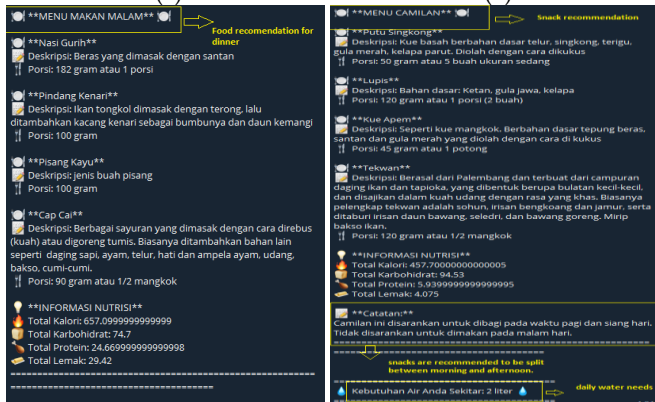 🍽️ **MENU MAKAN MALAM** 🍽️
Food recomendation for
dinner
🍽️ **Nasi Gurih**
📝 Deskripsi: Beras yang dimasak dengan santan
🍴 Porsi: 182 gram atau 1 porsi
🍽️ **Pindang Kenari**
📝 Deskripsi: Ikan tongkol dimasak dengan terong, lalu
ditambahkan kacang kenari sebagai bumbunya dan daun kemangi
🍴 Porsi: 100 gram
🍽️ **Pisang Kayu**
📝 Deskripsi: jenis buah pisang
🍴 Porsi: 100 gram
🍽️ **Cap Cai**
📝 Deskripsi: Berbagai sayuran yang dimasak dengan cara direbus
(kuah) atau digoreng tumis. Biasanya ditambahkan bahan lain
seperti daging sapi, ayam, telur, hati dan ampela ayam, udang,
bakso, cumi-cumi.
🍴 Porsi: 90 gram atau 1/2 mangkok
💡 **INFORMASI NUTRISI**
🔥 Total Kalori: 657.0999999999999
🍞 Total Karbohidrat: 74.7
🍗 Total Protein: 24.669999999999998
🧈 Total Lemak: 29.42
🍽️ **MENU CAMILAN** 🍽️
Snack recommendation
🍽️ **Putu Singkong**
📝 Deskripsi: Kue basah berbahan dasar telur, singkong, terigu,
gula merah, kelapa parut. Diolah dengan cara dikukus
🍴 Porsi: 50 gram atau 5 buah ukuran sedang
🍽️ **Lupis**
📝 Deskripsi: Bahan dasar: Ketan, gula jawa, kelapa
🍴 Porsi: 120 gram atau 1 porsi (2 buah)
🍽️ **Kue Apem**
📝 Deskripsi: Seperti kue mangkok. Berbahan dasar tepung beras,
santan dan gula merah yang diolah dengan cara di kukus
🍴 Porsi: 45 gram atau 1 potong
🍽️ **Tekwan**
📝 Deskripsi: Berasal dari Palembang dan terbuat dari campuran
daging ikan dan tapioka, yang dibentuk berupa bulatan kecil-kecil,
dan disajikan dalam kuah udang dengan rasa yang khas. Biasanya
pelengkap tekwan adalah sohun, irisan bengkoang dan jamur, serta
ditaburi irisan daun bawang, seledri, dan bawang goreng. Mirip
bakso ikan.
🍴 Porsi: 120 gram atau 1/2 mangkok
💡 **INFORMASI NUTRISI**
🔥 Total Kalori: 457.70000000000005
🍞 Total Karbohidrat: 94.53
🍗 Total Protein: 5.9399999999999995
🧈 Total Lemak: 4.075
📝 **Catatan:**
Camilan ini disarankan untuk dibagi pada waktu pagi dan siang hari.
Tidak disarankan untuk dimakan pada malam hari.
snacks are recommended to be split
between morning and afternoon.
💧 Kebutuhan Air Anda Sekitar: 2 liter 💧
daily water needs